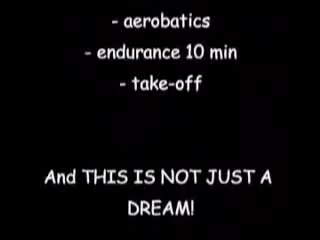 - aerobatics
- endurance 10 min
- take-off
And THIS IS NOT JUST A
DREAM!